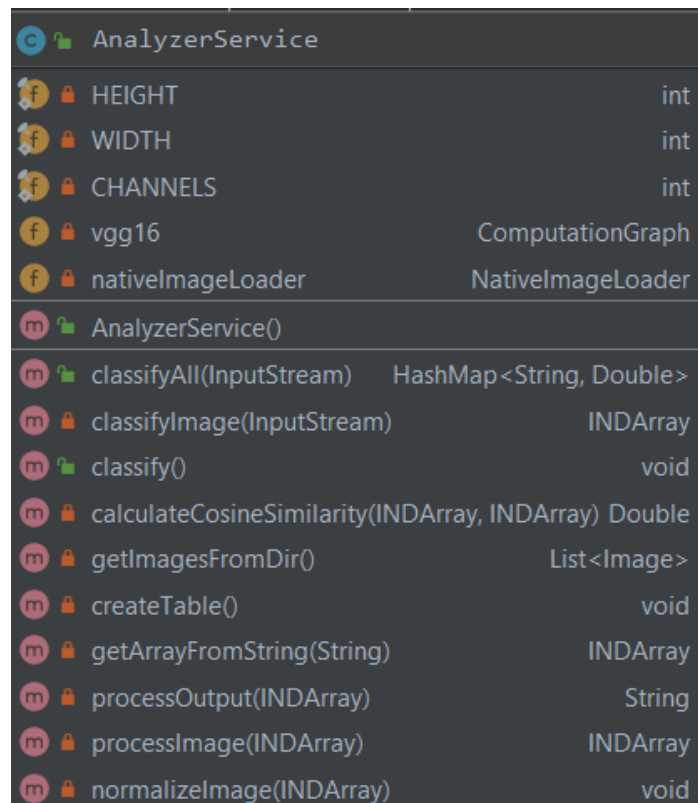 AnalyzerService
HEIGHT int
WIDTH int
CHANNELS int
vgg16 ComputationGraph
nativeImageLoader NativeImageLoader
AnalyzerService()
classifyAll(InputStream) HashMap<String, Double>
classifyImage(InputStream) INDArray
classify() void
calculateCosineSimilarity(INDArray, INDArray) Double
getImagesFromDir() List<Image>
createTable() void
getArrayFromString(String) INDArray
processOutput(INDArray) String
processImage(INDArray) INDArray
normalizeImage(INDArray) void